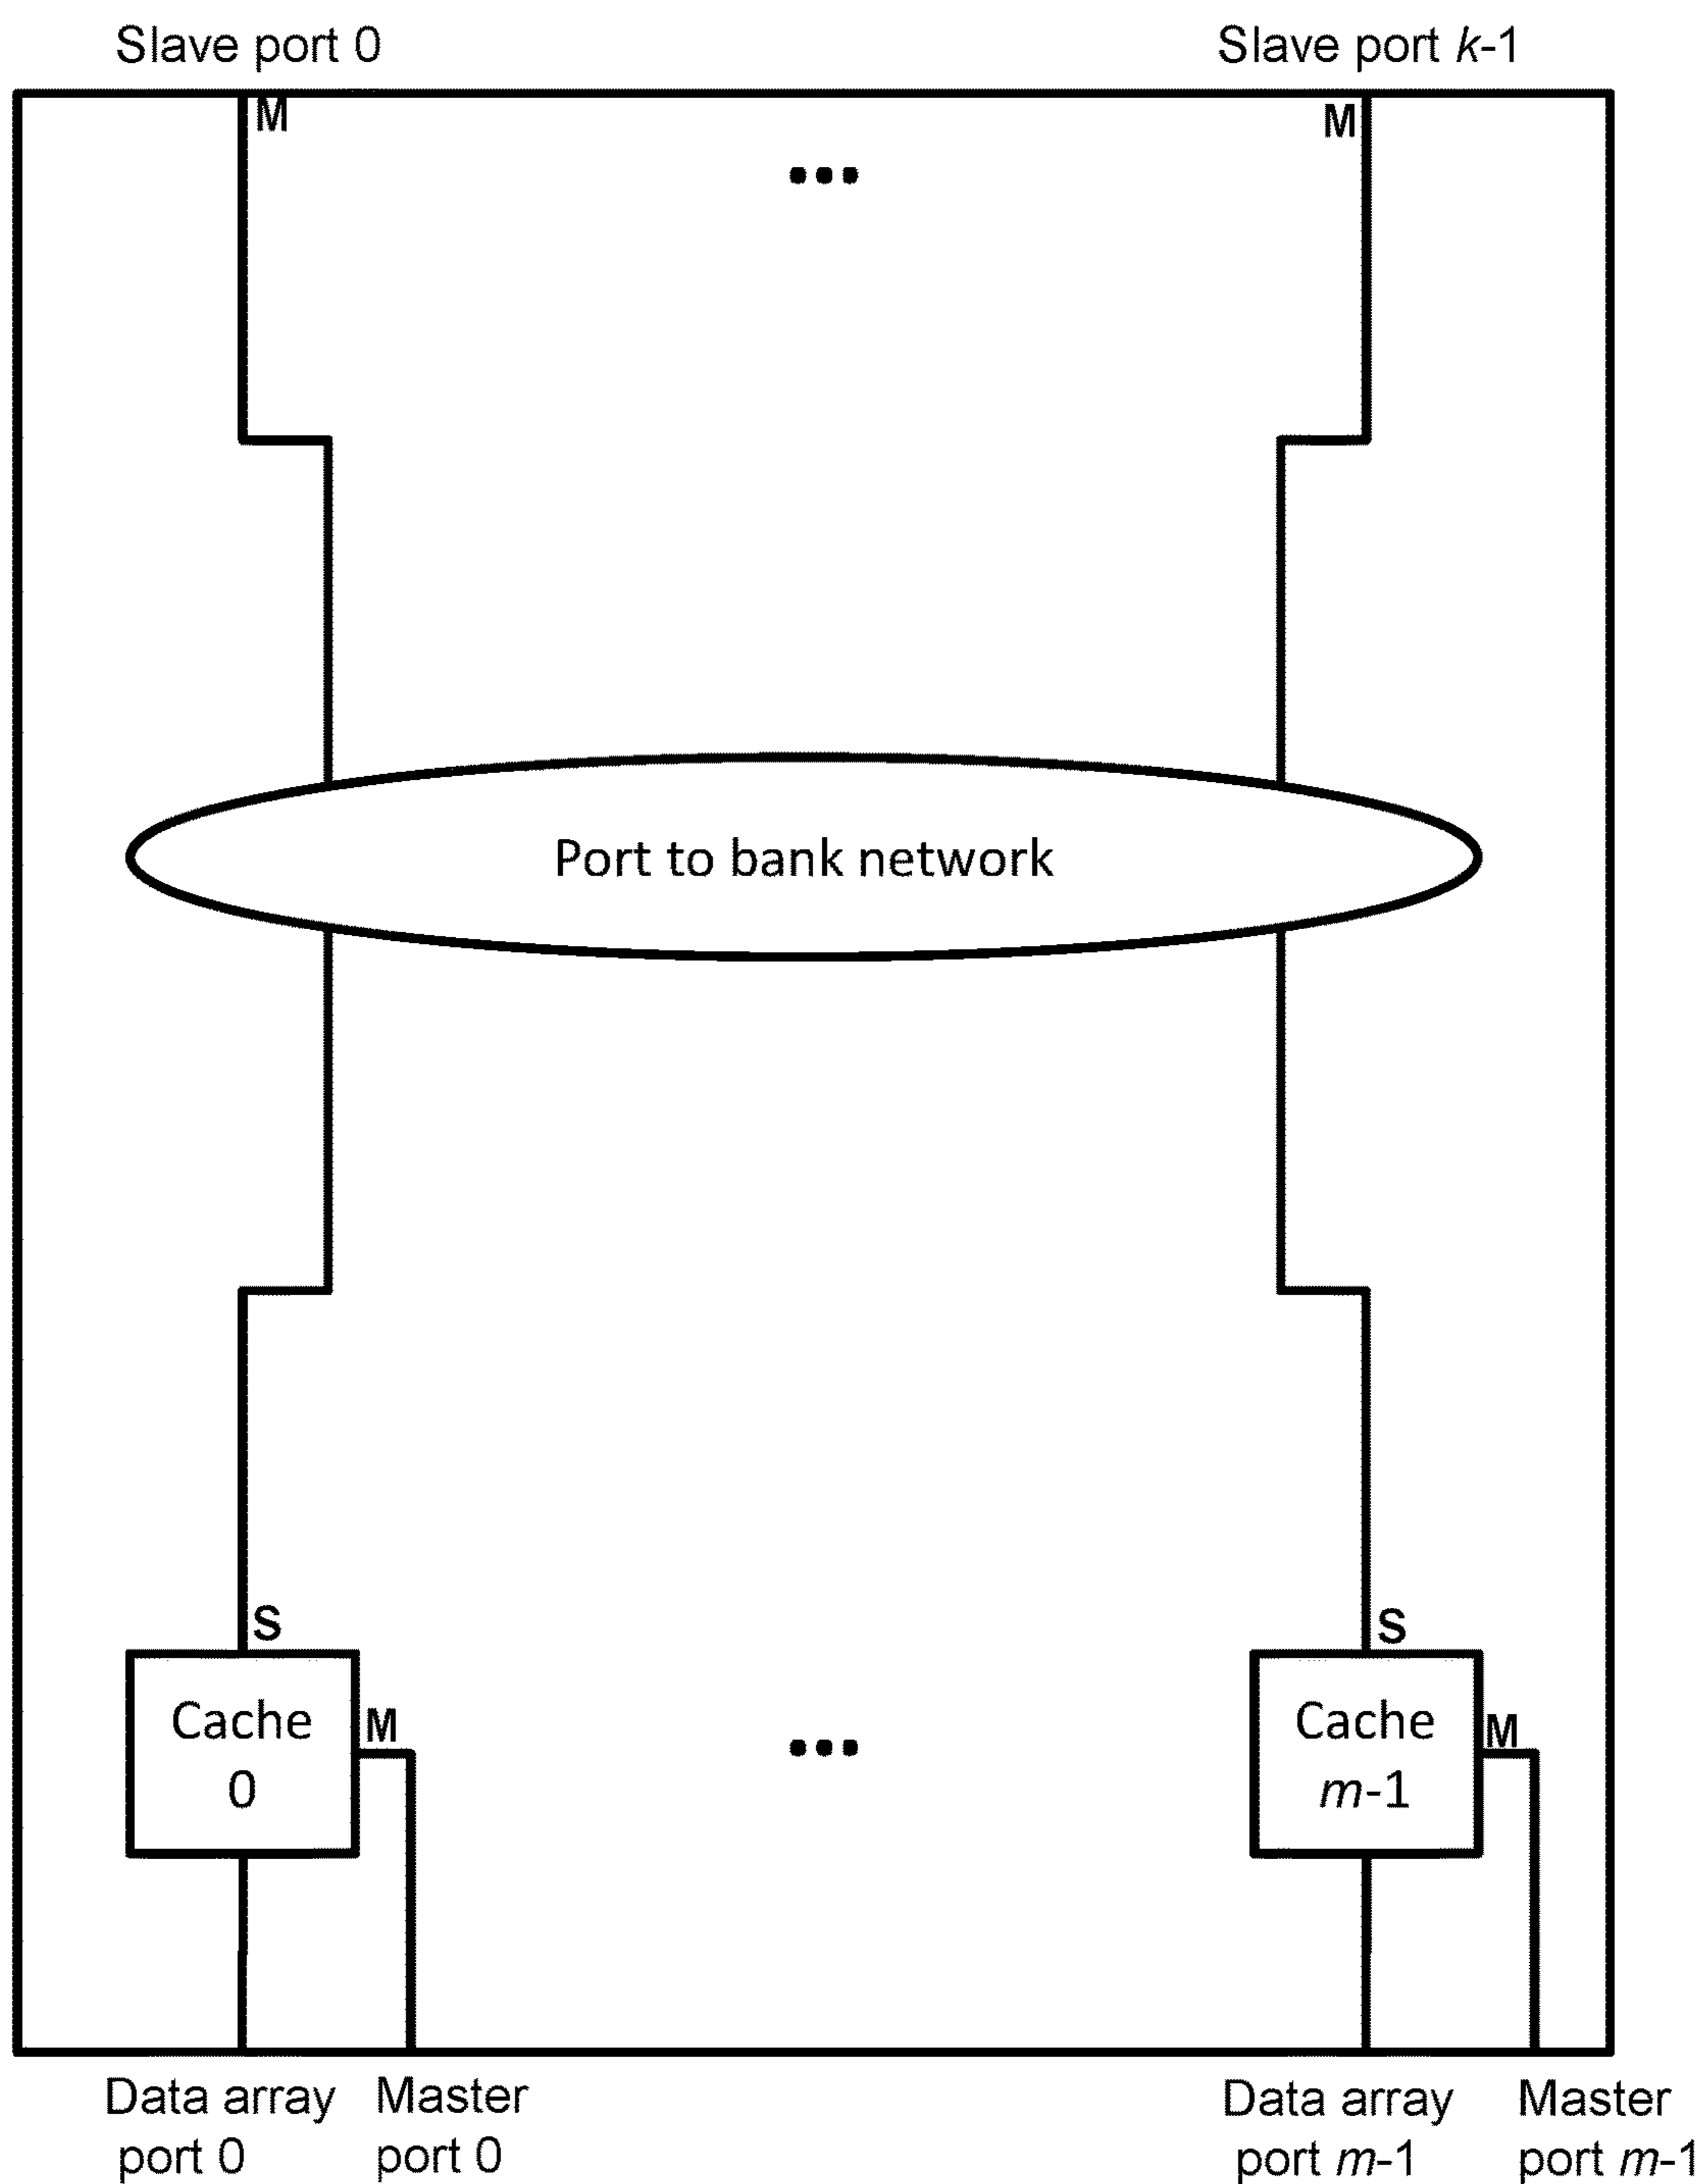 Slave port 0
Slave port k-1
M
M
...
Port to bank network
S
S
Cache
0
M
...
Cache
m-1
M
Data array
port 0
Master
port 0
Data array
port m-1
Master
port m-1